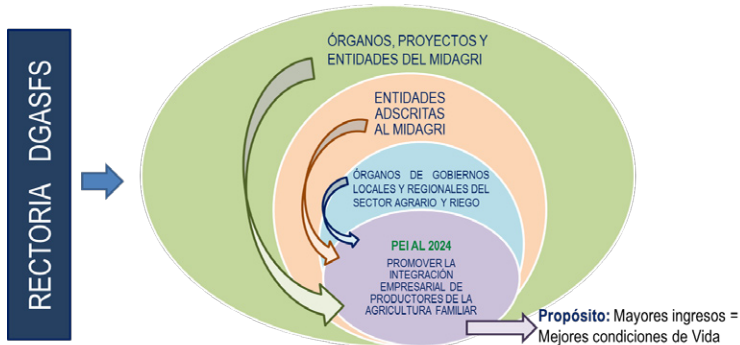 RECTORIA DGASFS
ÓRGANOS, PROYECTOS Y
ENTIDADES DEL MIDAGRI
ENTIDADES
ADSCRITAS
AL MIDAGRI
ÓRGANOS DE GOBIERNOS
LOCALES Y REGIONALES DEL
SECTOR AGRARIO Y RIEGO
PEI AL 2024
PROMOVER LA
INTEGRACIÓN
EMPRESARIAL DE
PRODUCTORES DE LA
AGRICULTURA FAMILIAR
Propósito: Mayores ingresos =
Mejores condiciones de Vida